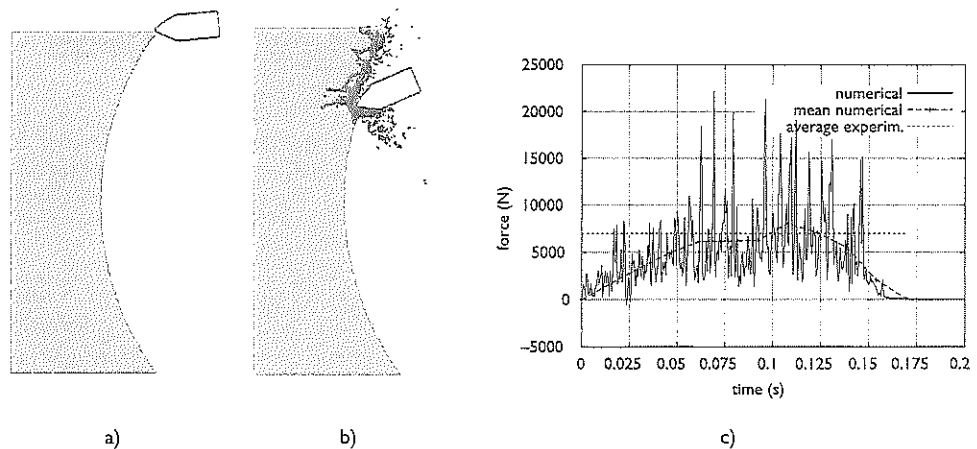 25000
20000
15000
10000
5000
0
−5000
force (N)
numerical
mean numerical
average experim.
0 0.025 0.05 0.075 0.1 0.125 0.15 0.175 0.2
time (s)
a) b) c)